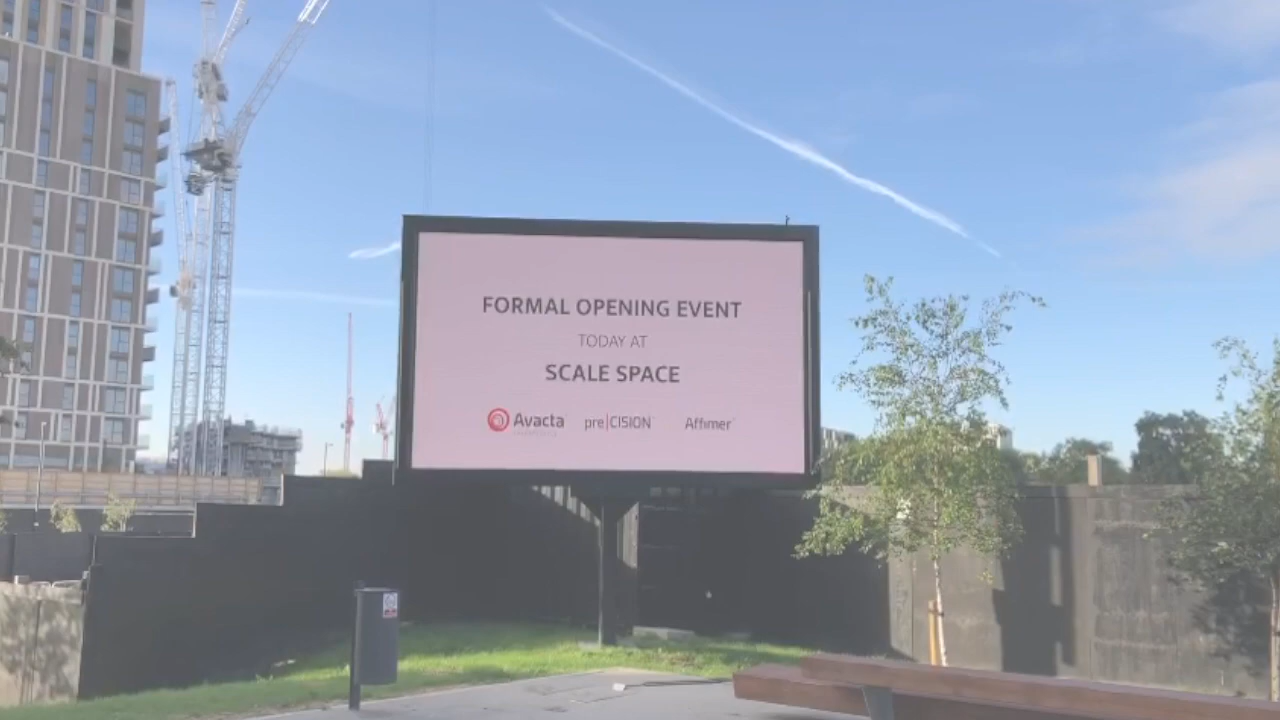 FORMAL OPENING EVENT
TODAY AT
SCALE SPACE
Avacta pre|CISION Affimer